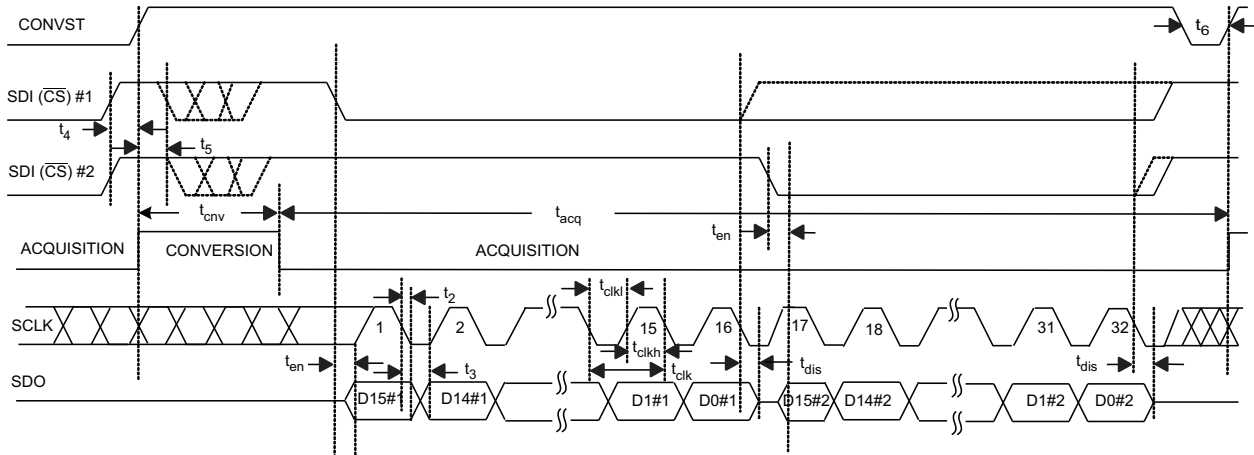 CONVST
t6
SDI (CS) #1
t4
t5
SDI (CS) #2
tcnv
tacq
ten
ACQUISITION
CONVERSION
ACQUISITION
t2
tclkl
SCLK
1
2
15
16
17
18
31
32
tclkh
ten
t3
tclk
tdis
tdis
SDO
D15#1
D14#1
D1#1
D0#1
D15#2
D14#2
D1#2
D0#2